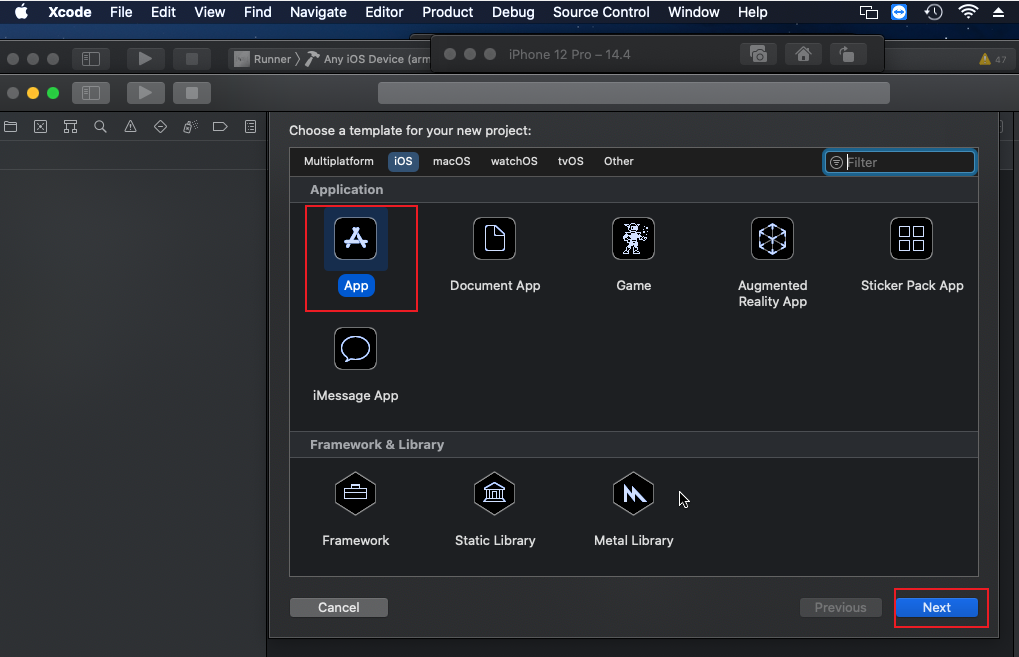 Xcode File Edit View Find Navigate Editor Product Debug Source Control Window Help
Runner Any iOS Device (arm
iPhone 12 Pro – 14.4
47
Choose a template for your new project:
Multiplatform iOS macOS watchOS tvOS Other
Filter
Application
App Document App Game Augmented Reality App Sticker Pack App
iMessage App
Framework & Library
Framework Static Library Metal Library
Cancel Previous Next